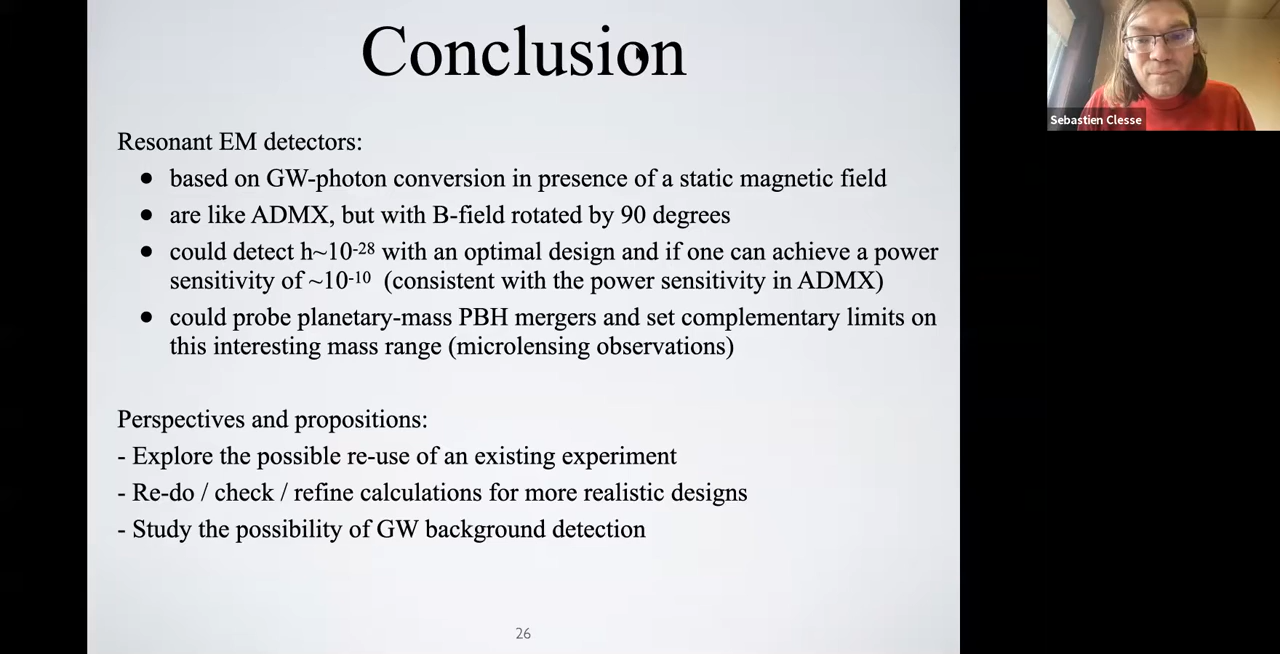 Conclusion
Sebastien Clesse
Resonant EM detectors:
● based on GW-photon conversion in presence of a static magnetic field
● are like ADMX, but with B-field rotated by 90 degrees
● could detect h~10⁻²⁸ with an optimal design and if one can achieve a power
sensitivity of ~10⁻¹⁰ (consistent with the power sensitivity in ADMX)
● could probe planetary-mass PBH mergers and set complementary limits on
this interesting mass range (microlensing observations)
Perspectives and propositions:
- Explore the possible re-use of an existing experiment
- Re-do / check / refine calculations for more realistic designs
- Study the possibility of GW background detection
26